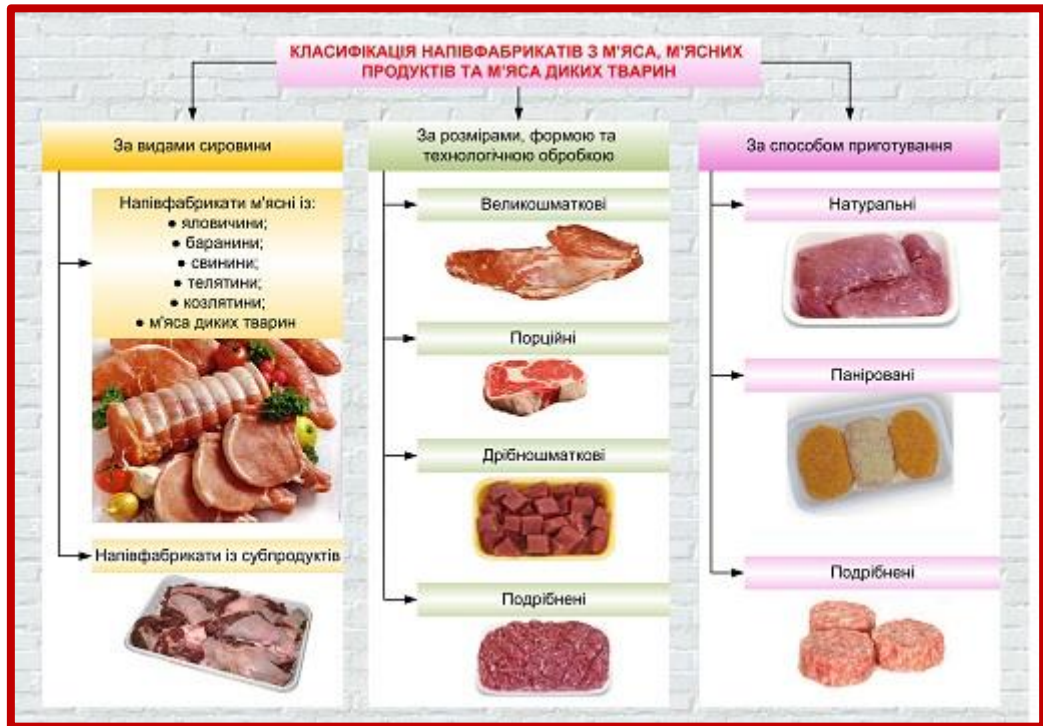 КЛАСИФІКАЦІЯ НАПІВФАБРИКАТІВ З М'ЯСА, М'ЯСНИХ
ПРОДУКТІВ ТА М'ЯСА ДИКИХ ТВАРИН
За видами сировини
Напівфабрикати м'ясні із:
● яловичини;
● баранини;
● свинини;
● телятини;
● козлятини;
● м'яса диких тварин
Напівфабрикати із субпродуктів
За розмірами, формою та
технологічною обробкою
Великошматкові
Порційні
Дрібношматкові
Подрібнені
За способом приготування
Натуральні
Паніровані
Подрібнені